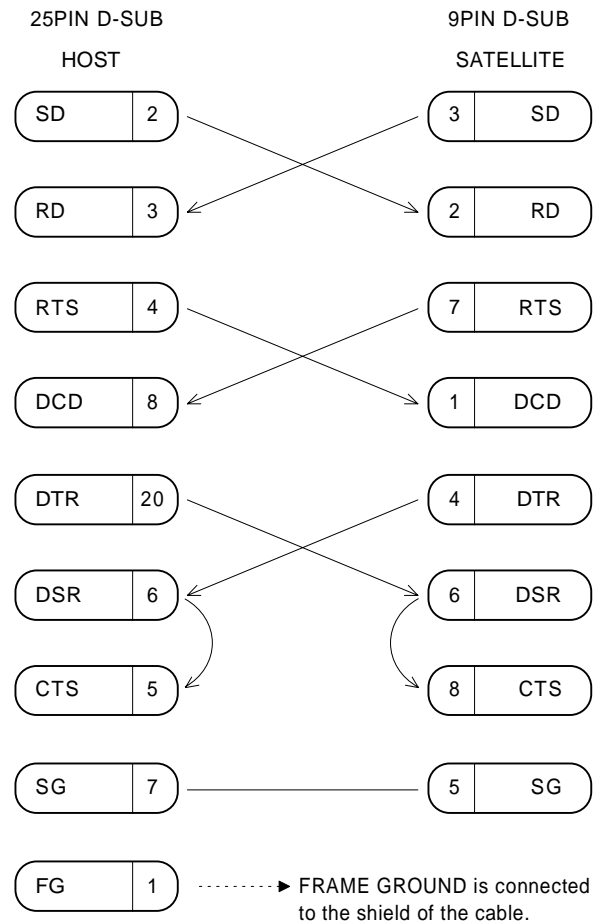 25PIN D-SUB 9PIN D-SUB
HOST SATELLITE
SD 2 3 SD
RD 3 2 RD
RTS 4 7 RTS
DCD 8 1 DCD
DTR 20 4 DTR
DSR 6 6 DSR
CTS 5 8 CTS
SG 7 5 SG
FG 1 FRAME GROUND is connected
to the shield of the cable.